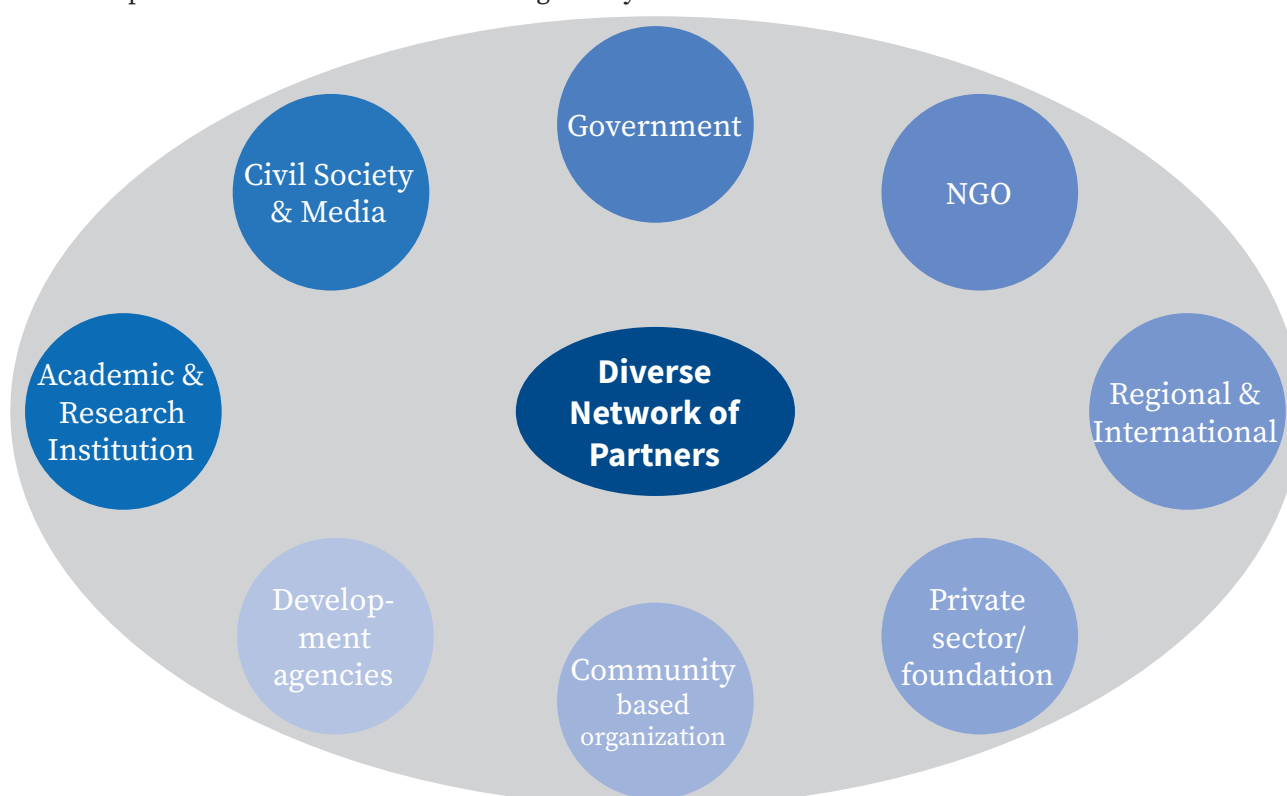 Government
Civil Society
& Media
NGO
Diverse
Network of
Partners
Academic &
Research
Institution
Regional &
International
Develop-
ment
agencies
Community
based
organization
Private
sector/
foundation